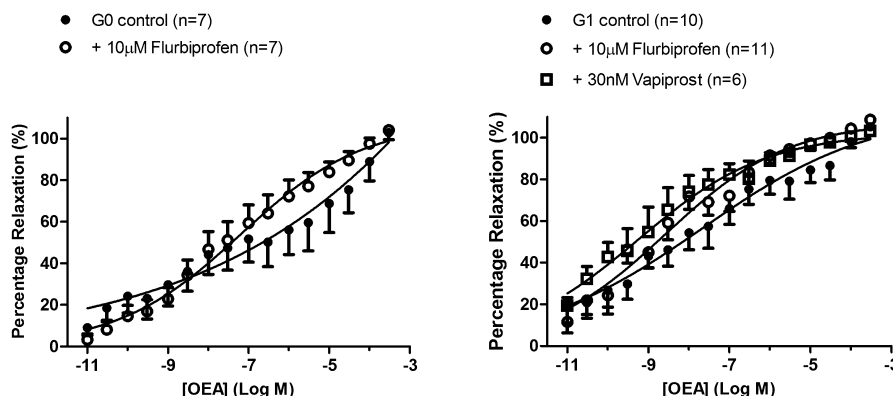 G0 control (n=7)
+ 10μM Flurbiprofen (n=7)
Percentage Relaxation (%)
100
80
60
40
20
0
-11
-9
-7
-5
-3
[OEA] (Log M)
G1 control (n=10)
+ 10μM Flurbiprofen (n=11)
+ 30nM Vapiprost (n=6)
Percentage Relaxation (%)
100
80
60
40
20
0
-11
-9
-7
-5
-3
[OEA] (Log M)